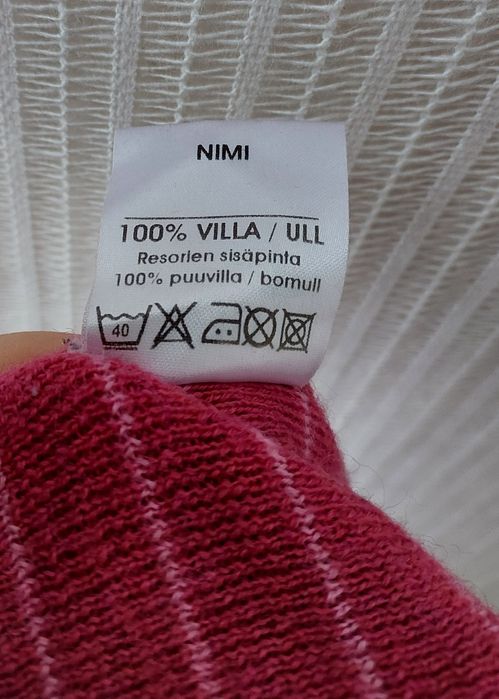 NIMI
100% VILLA / ULL
Resorien sisäpinta
100% puuvilla / bomull
40